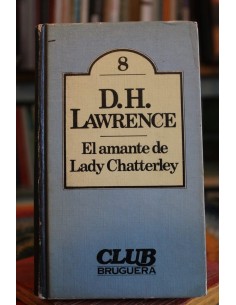 8
D.H.
LAWRENCE
El amante de
Lady Chatterley
CLUB
BRUGUERA